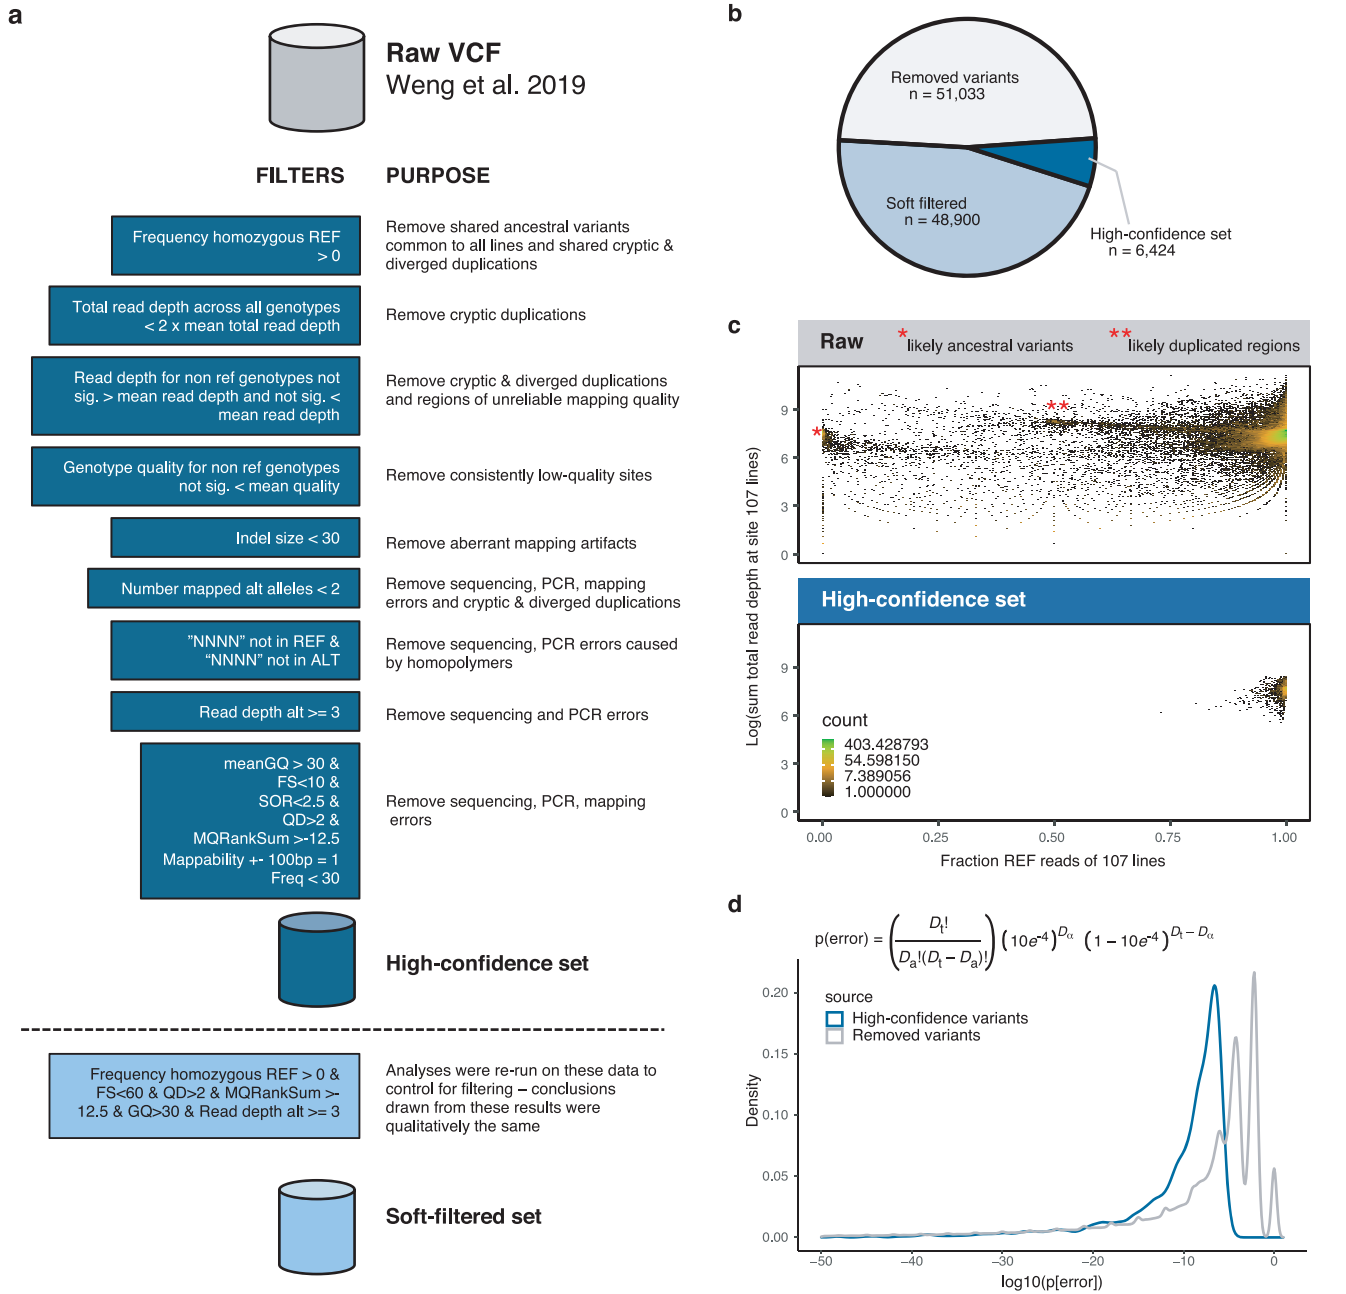 a
Raw VCF
Weng et al. 2019
FILTERS
PURPOSE
Frequency homozygous REF
> 0
Remove shared ancestral variants
common to all lines and shared cryptic &
diverged duplications
Total read depth across all genotypes
< 2 x mean total read depth
Remove cryptic duplications
Read depth for non ref genotypes not
sig. > mean read depth and not sig. <
mean read depth
Remove cryptic & diverged duplications
and regions of unreliable mapping quality
Genotype quality for non ref genotypes
not sig. < mean quality
Remove consistently low-quality sites
Indel size < 30
Remove aberrant mapping artifacts
Number mapped alt alleles < 2
Remove sequencing, PCR, mapping
errors and cryptic & diverged duplications
”NNNN” not in REF &
“NNNN” not in ALT
Remove sequencing, PCR errors caused
by homopolymers
Read depth alt >= 3
Remove sequencing and PCR errors
meanGQ > 30 &
FS<10 &
SOR<2.5 &
QD>2 &
MQRankSum >-12.5
Mappability +- 100bp = 1
Freq < 30
Remove sequencing, PCR, mapping
errors
High-confidence set
Frequency homozygous REF > 0 &
FS<60 & QD>2 & MQRankSum >-
12.5 & GQ>30 & Read depth alt >= 3
Analyses were re-run on these data to
control for filtering – conclusions
drawn from these results were
qualitatively the same
Soft-filtered set
b
Removed variants
n = 51,033
Soft filtered
n = 48,900
High-confidence set
n = 6,424
c
Raw
*likely ancestral variants
**likely duplicated regions
Log(sum total read depth at site 107 lines)
9
6
3
0
*
**
High-confidence set
9
6
3
0
count
403.428793
54.598150
7.389056
1.000000
0.00 0.25 0.50 0.75 1.00
Fraction REF reads of 107 lines
d
p(error) = (Dt! / Da!(Dt – Da)!) (10e⁻⁴)^Dα (1 – 10e⁻⁴)^Dt – Dα
source
High-confidence variants
Removed variants
Density
0.20
0.15
0.10
0.05
0.00
−50 −40 −30 −20 −10 0
log10(p[error])